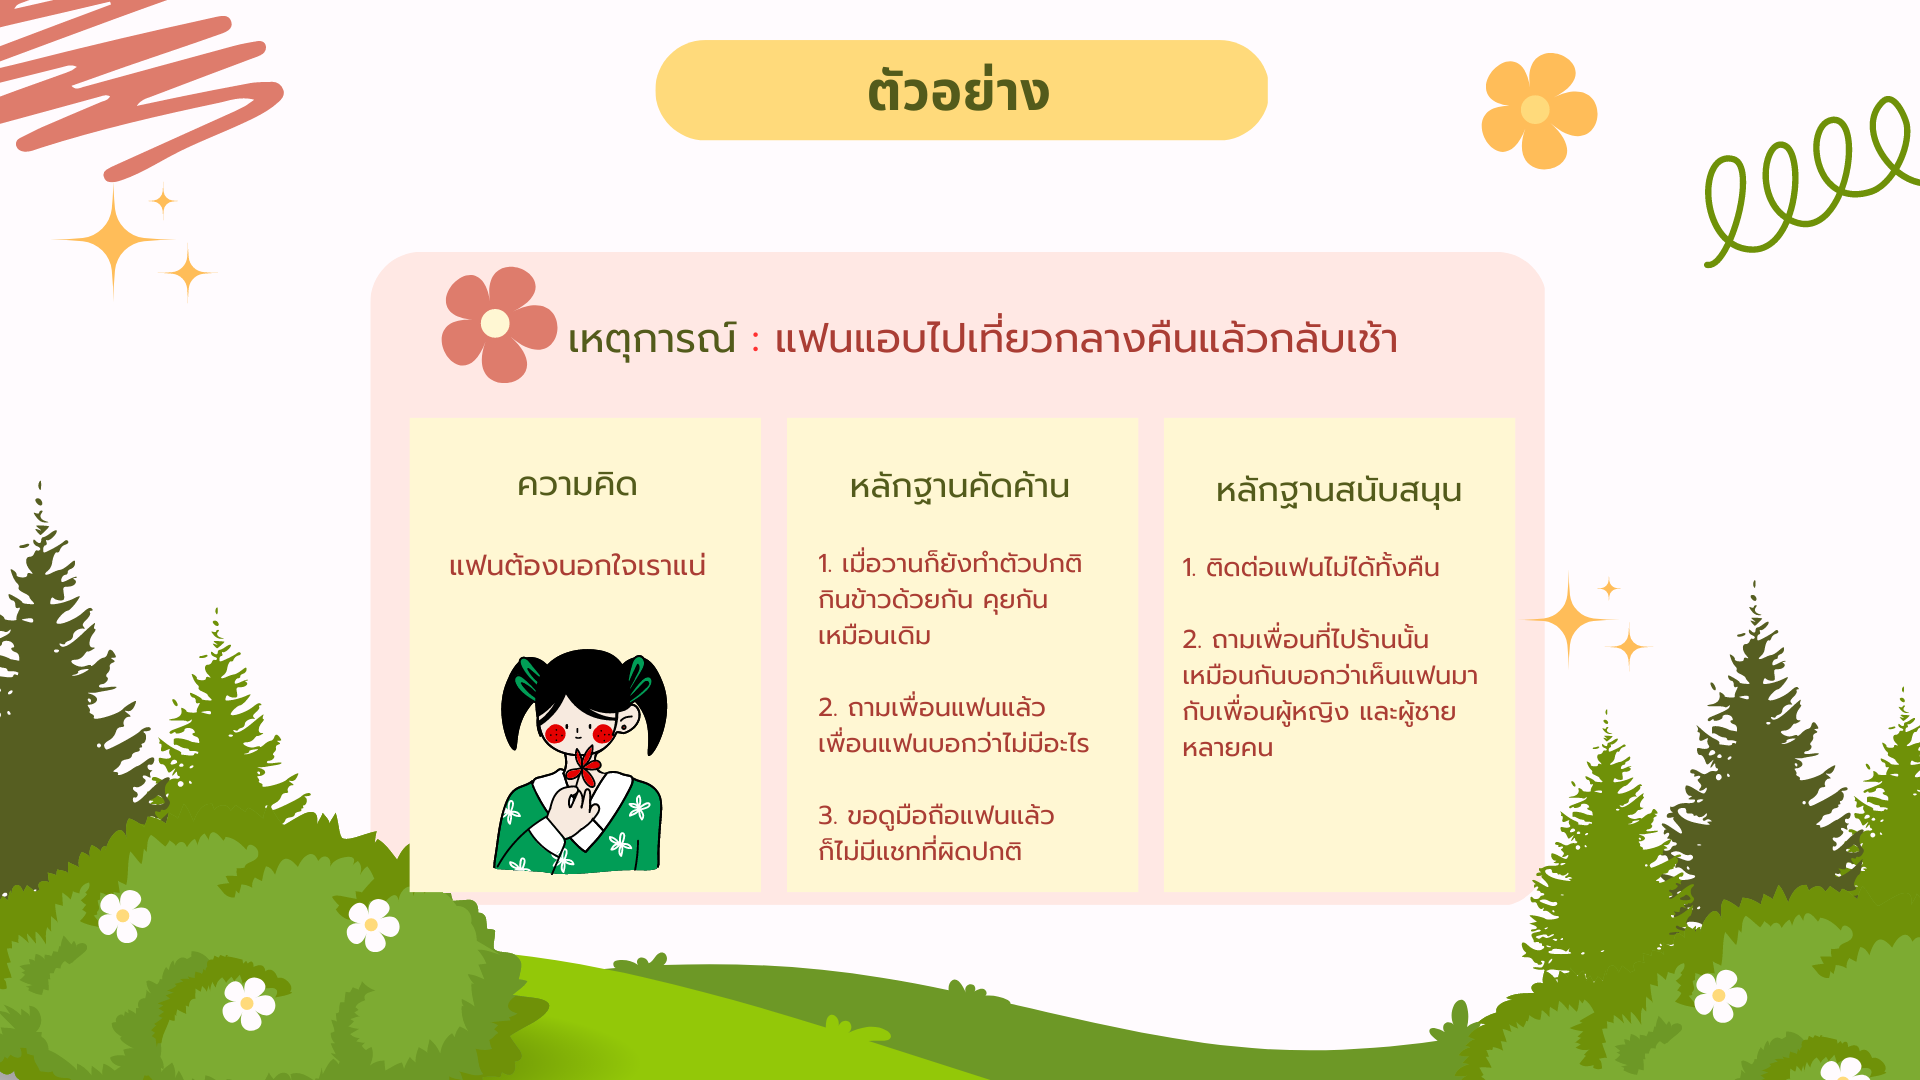 ตัวอย่าง
เหตุการณ์ : แฟนแอบไปเที่ยวกลางคืนแล้วกลับเช้า
ความคิด
แฟนต้องนอกใจเราแน่
หลักฐานคัดค้าน
1. เมื่อวานก็ยังทำตัวปกติ
กินข้าวด้วยกัน คุยกัน
เหมือนเดิม
2. ถามเพื่อนแฟนแล้ว
เพื่อนแฟนบอกว่าไม่มีอะไร
3. ขอดูมือถือแฟนแล้ว
ก็ไม่มีแชทที่ผิดปกติ
หลักฐานสนับสนุน
1. ติดต่อแฟนไม่ได้ทั้งคืน
2. ถามเพื่อนที่ไปร้านนั้น
เหมือนกันบอกว่าเห็นแฟนมา
กับเพื่อนผู้หญิง และผู้ชาย
หลายคน